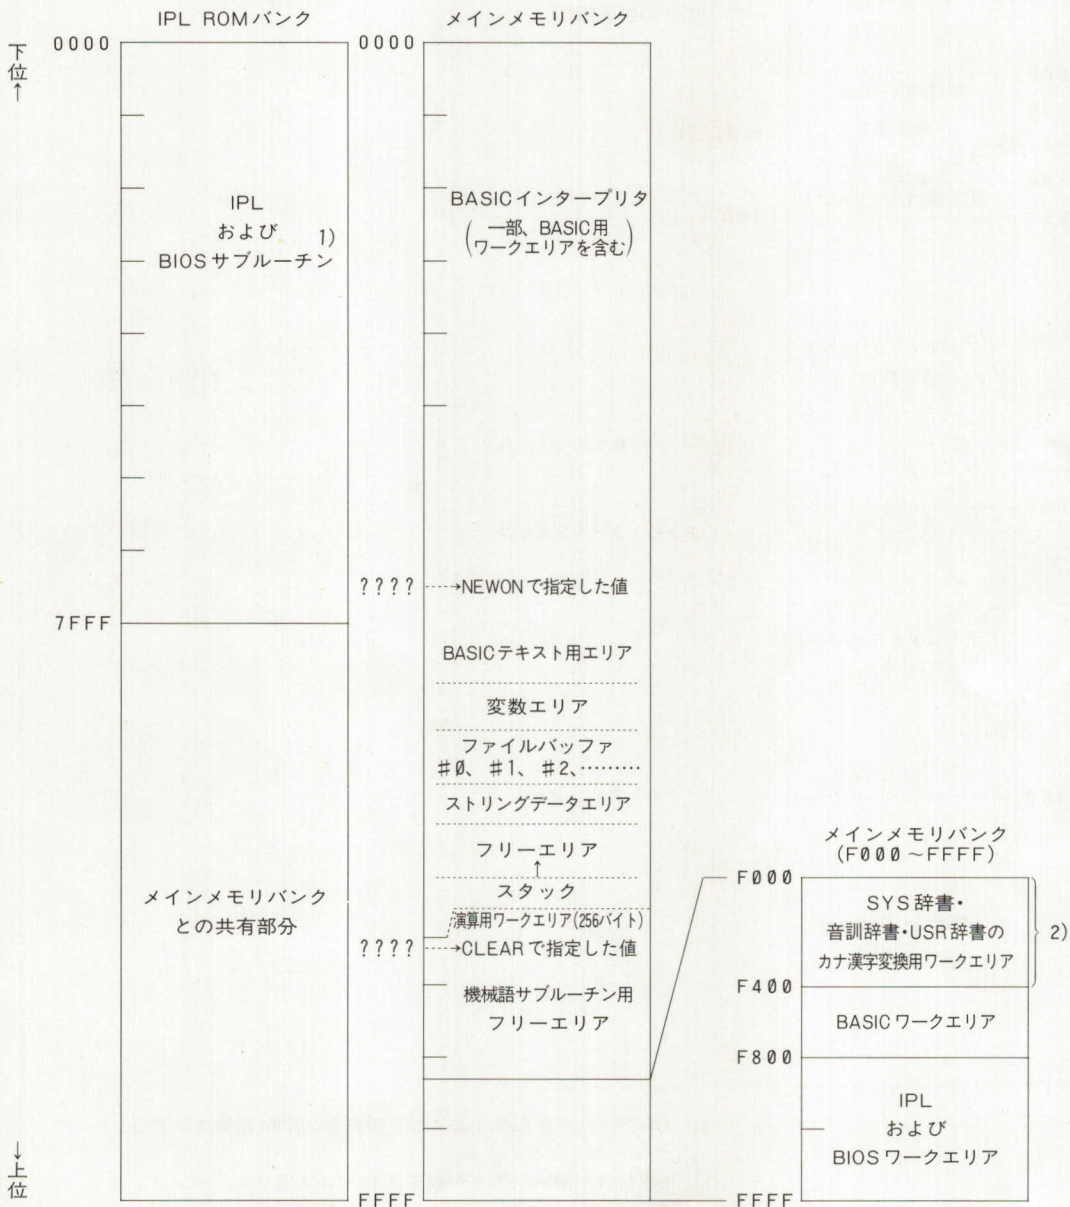 IPL ROMバンク
メインメモリバンク
下位↑
0000
0000
IPL
および
BIOSサブルーチン
1)
BASICインタープリタ
(一部、BASIC用
ワークエリアを含む)
???? →NEWONで指定した値
7FFF
BASICテキスト用エリア
変数エリア
ファイルバッファ
#0、#1、#2、………
ストリングデータエリア
フリーエリア
↑
スタック
演算用ワークエリア(256バイト)
???? →CLEARで指定した値
機械語サブルーチン用
フリーエリア
メインメモリバンク
との共有部分
メインメモリバンク
(F000~FFFF)
F000
SYS辞書・
音訓辞書・USR辞書の
カナ漢字変換用ワークエリア
2)
F400
BASICワークエリア
F800
IPL
および
BIOSワークエリア
↓上位
FFFF
FFFF